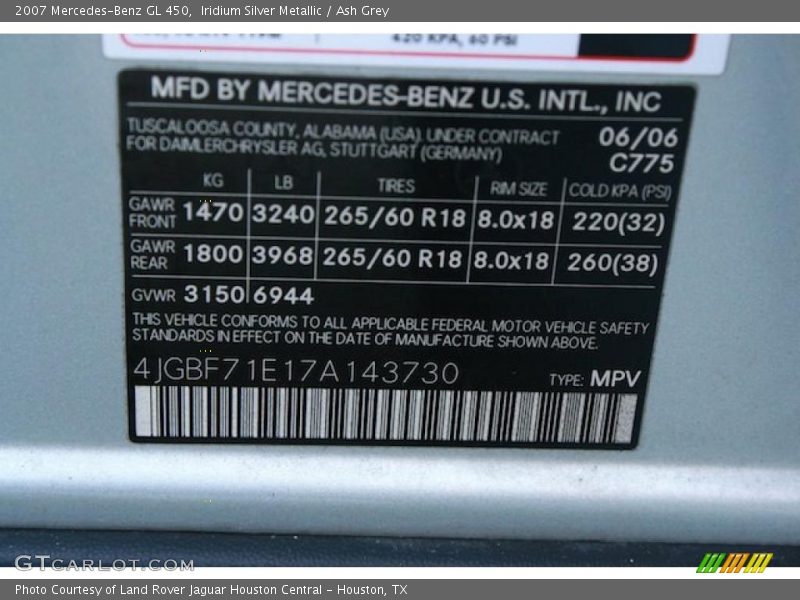 2007 Mercedes-Benz GL 450, Iridium Silver Metallic / Ash Grey
420 KPA, 60 PSI
MFD BY MERCEDES-BENZ U.S. INTL., INC
TUSCALOOSA COUNTY, ALABAMA (USA) UNDER CONTRACT 06/06
FOR DAIMLERCHRYSLER AG, STUTTGART (GERMANY) C775
KG LB TIRES RIM SIZE COLD KPA (PSI)
GAWR FRONT 1470 3240 265/60 R18 8.0x18 220(32)
GAWR REAR 1800 3968 265/60 R18 8.0x18 260(38)
GVWR 3150 6944
THIS VEHICLE CONFORMS TO ALL APPLICABLE FEDERAL MOTOR VEHICLE SAFETY
STANDARDS IN EFFECT ON THE DATE OF MANUFACTURE SHOWN ABOVE.
4JGBF71E17A143730 TYPE: MPV
GTCARLOT.COM
Photo Courtesy of Land Rover Jaguar Houston Central - Houston, TX